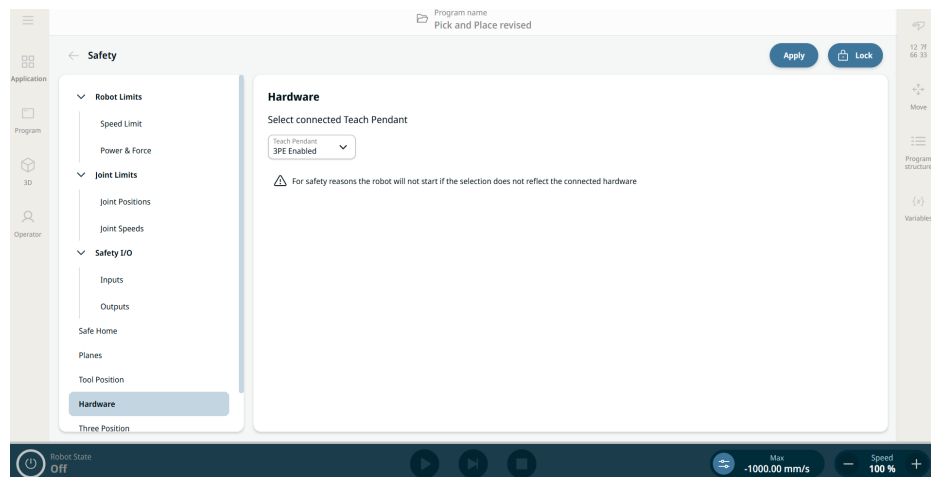 Program name
Pick and Place revised
Safety
Apply
Lock
Application
Program
3D
Operator
Robot Limits
Speed Limit
Power & Force
Joint Limits
Joint Positions
Joint Speeds
Safety I/O
Inputs
Outputs
Safe Home
Planes
Tool Position
Hardware
Three Position
Hardware
Select connected Teach Pendant
Teach Pendant
3PE Enabled
For safety reasons the robot will not start if the selection does not reflect the connected hardware
12 7F
66 33
Move
Program
structure
{x}
Variables
Robot State
Off
Max
-1000.00 mm/s
Speed
100 %